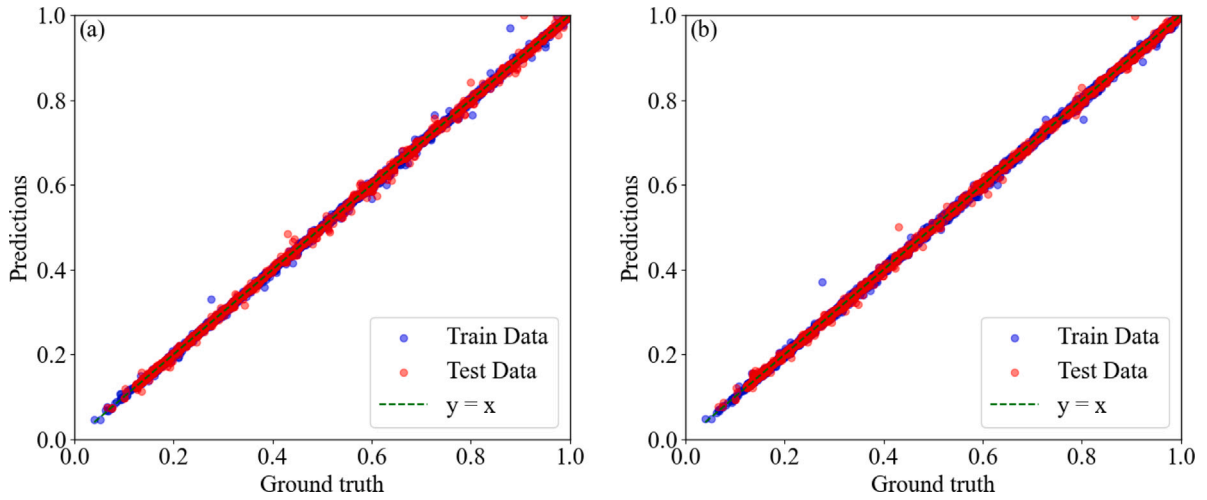 (a)
1.0
0.8
0.6
0.4
0.2
0.0
Predictions
Train Data
Test Data
y = x
0.0 0.2 0.4 0.6 0.8 1.0
Ground truth
(b)
1.0
0.8
0.6
0.4
0.2
0.0
Predictions
Train Data
Test Data
y = x
0.0 0.2 0.4 0.6 0.8 1.0
Ground truth